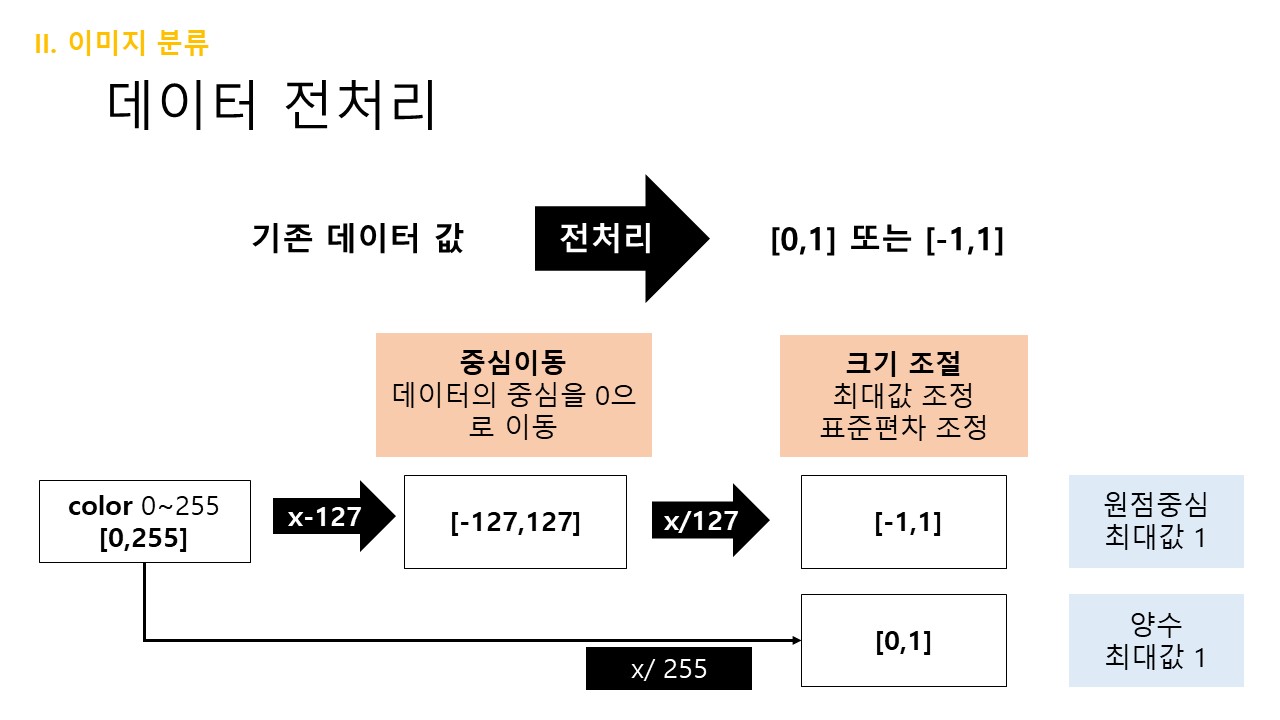 II. 이미지 분류
데이터 전처리
기존 데이터 값
전처리
[0,1] 또는 [-1,1]
중심이동
데이터의 중심을 0으
로 이동
크기 조절
최대값 조정
표준편차 조정
color 0~255
[0,255]
x-127
[-127,127]
x/127
[-1,1]
원점중심
최대값 1
x/ 255
[0,1]
양수
최대값 1